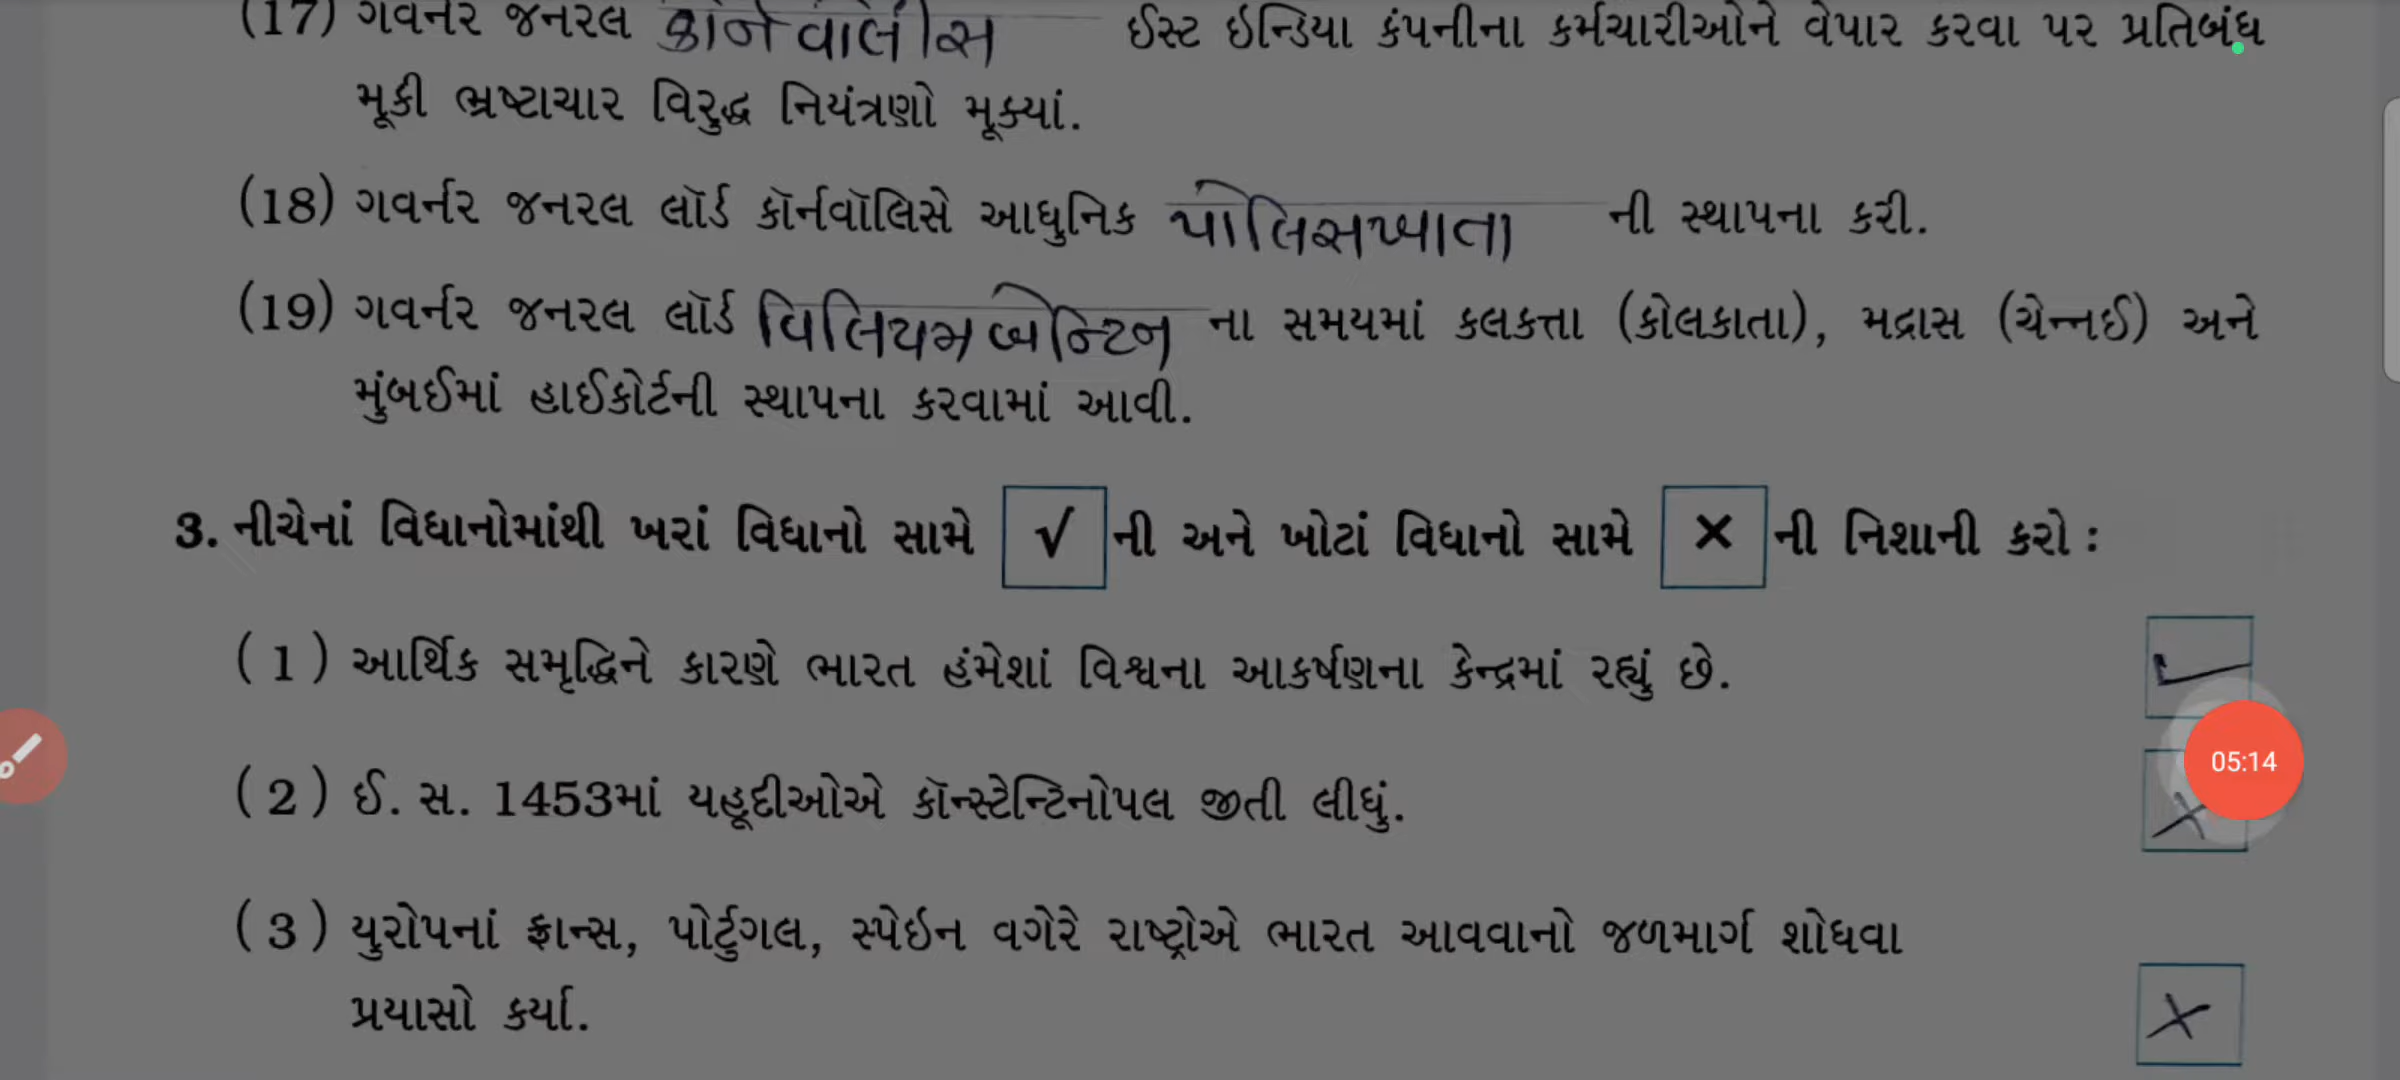 (17) ગવર્નર જનરલ કોર્નવોલીસ ઈસ્ટ ઇન્ડિયા કંપનીના કર્મચારીઓને વેપાર કરવા પર પ્રતિબંધ
મૂકી ભ્રષ્ટાચાર વિરુદ્ધ નિયંત્રણો મૂક્યાં.
(18) ગવર્નર જનરલ લૉર્ડ કૉર્નવૉલિસે આધુનિક પોલિસખાતા ની સ્થાપના કરી.
(19) ગવર્નર જનરલ લૉર્ડ વિલિયમ બેન્ટિન્ ના સમયમાં કલકત્તા (કોલકાતા), મદ્રાસ (ચેન્નઈ) અને
મુંબઈમાં હાઈકોર્ટની સ્થાપના કરવામાં આવી.
3. નીચેનાં વિધાનોમાંથી ખરાં વિધાનો સામે √ ની અને ખોટાં વિધાનો સામે × ની નિશાની કરો :
( 1 ) આર્થિક સમૃદ્ધિને કારણે ભારત હંમેશાં વિશ્વના આકર્ષણના કેન્દ્રમાં રહ્યું છે. ✓
( 2 ) ઈ. સ. 1453માં યહૂદીઓએ કૉન્સ્ટેન્ટિનોપલ જીતી લીધું. ×
05:14
( 3 ) યુરોપનાં ફ્રાન્સ, પોર્ટુગલ, સ્પેઇન વગેરે રાષ્ટ્રોએ ભારત આવવાનો જળમાર્ગ શોધવા
પ્રયાસો કર્યા. ×